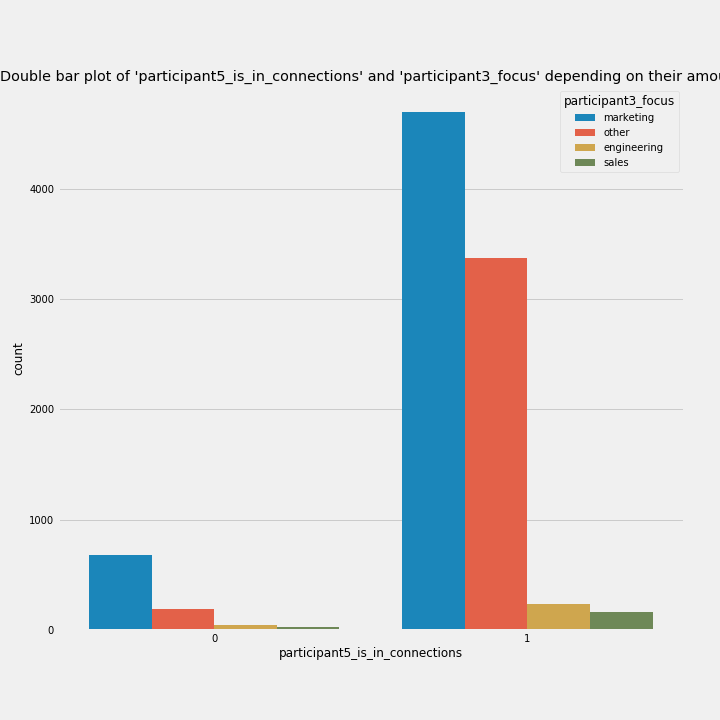 Double bar plot of 'participant5_is_in_connections' and 'participant3_focus' depending on their
participant3_focus
marketing
other
engineering
sales
4000
3000
2000
1000
0
count
0 1
participant5_is_in_connections